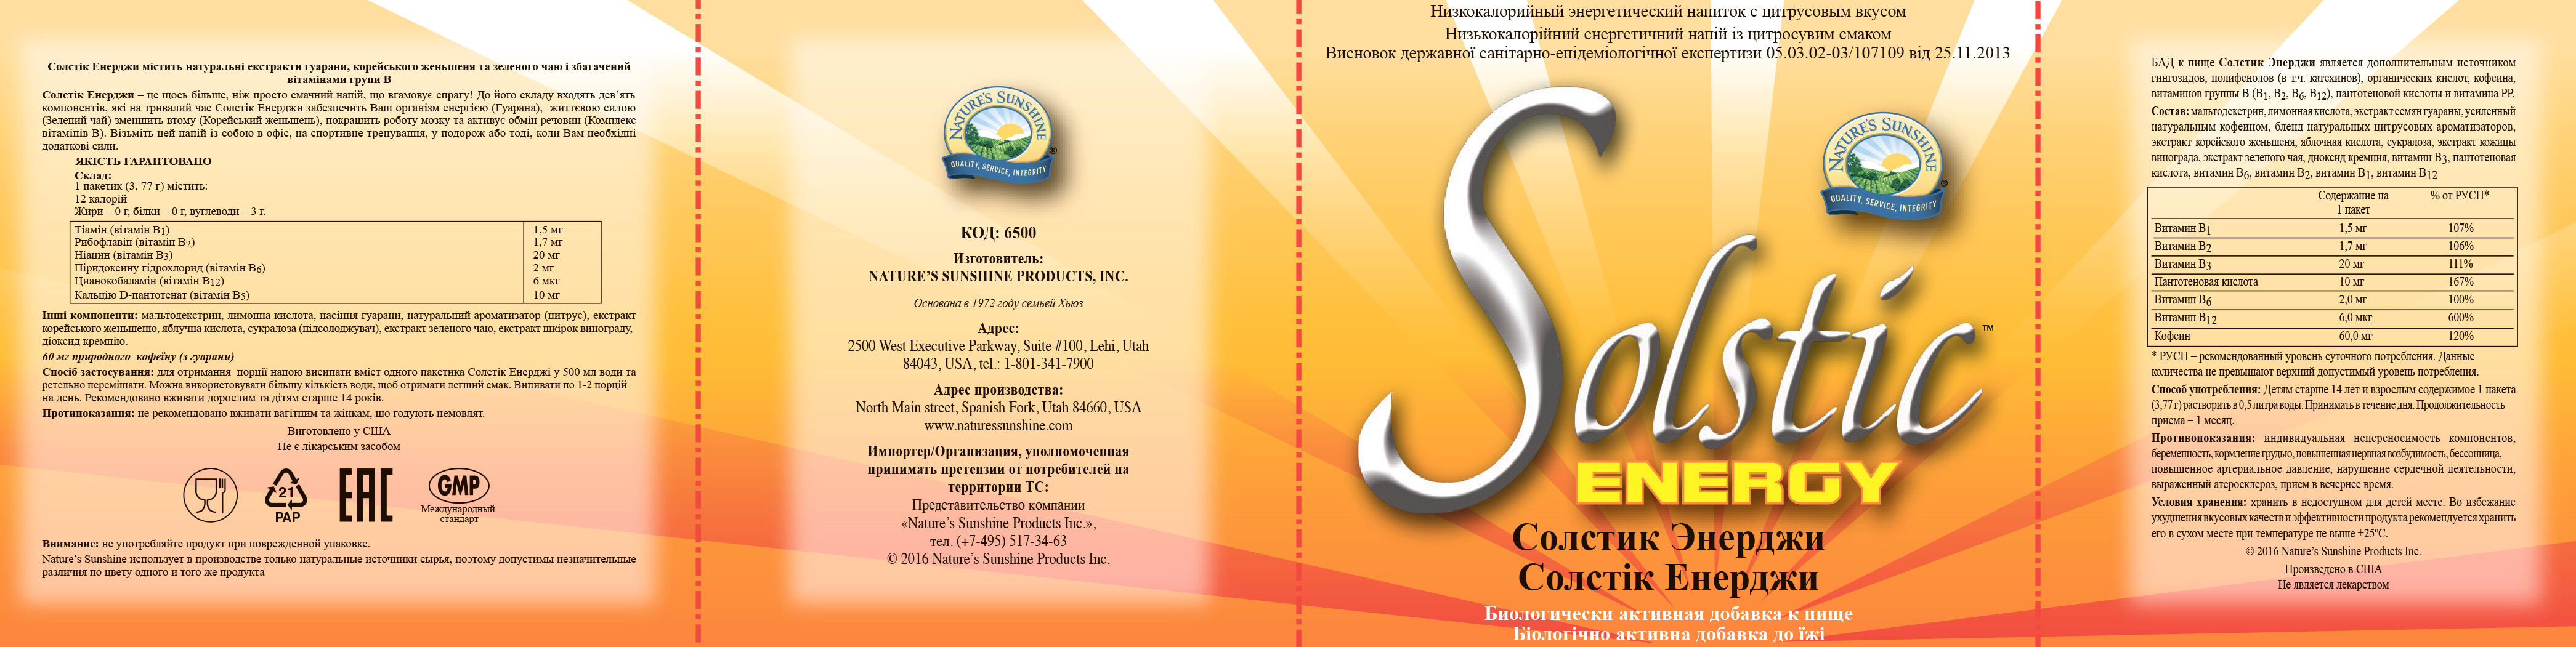 Солстік Енерджи містить натуральні екстракти гуарани, корейського женьшеня та зеленого чаю і збагачений
вітамінами групи В
Солстік Енерджи – це щось більше, ніж просто смачний напій, що вгамовує спрагу! До його складу входять дев’ять
компонентів, які на тривалий час Солстік Енерджи забезпечить Ваш організм енергією (Гуарана), життєвою силою
(Зелений чай) зменшить втому (Корейський женьшень), покращить роботу мозку та активує обмін речовин (Комплекс
вітамінів В). Візьміть цей напій із собою в офіс, на спортивне тренування, у подорож або тоді, коли Вам необхідні
додаткові сили.
ЯКІСТЬ ГАРАНТОВАНО
Склад:
1 пакетик (3, 77 г) містить:
12 калорій
Жири – 0 г, білки – 0 г, вуглеводи – 3 г.
Тіамін (вітамін В1) 1,5 мг
Рибофлавін (вітамін В2) 1,7 мг
Ніацин (вітамін В3) 20 мг
Піридоксину гідрохлорид (вітамін В6) 2 мг
Цианокобаламін (вітамін В12) 6 мкг
Кальцію D-пантотенат (вітамін В5) 10 мг
Інші компоненти: мальтодекстрин, лимонна кислота, насіння гуарани, натуральний ароматизатор (цитрус), екстракт
корейського женьшеню, яблучна кислота, сукралоза (підсолоджувач), екстракт зеленого чаю, екстракт шкірок винограду,
діоксид кремнію.
60 мг природного кофеїну (з гуарани)
Спосіб застосування: для отримання порції напою висипати вміст одного пакетика Солстік Енерджі у 500 мл води та
ретельно перемішати. Можна використовувати більшу кількість води, щоб отримати легший смак. Випивати по 1-2 порцій
на день. Рекомендовано вживати дорослим та дітям старше 14 років.
Протипоказання: не рекомендовано вживати вагітним та жінкам, що годують немовлят.
Виготовлено у США
Не є лікарськм засобом
21
PAP
EAC
GMP
Международный
стандарт
Внимание: не употребляйте продукт при поврежденной упаковке.
Nature’s Sunshine использует в производстве только натуральные источники сырья, поэтому допустимы незначительные
различия по цвету одного и того же продукта
NATURE'S SUNSHINE
QUALITY, SERVICE, INTEGRITY
®
КОД: 6500
Изготовитель:
NATURE’S SUNSHINE PRODUCTS, INC.
Основана в 1972 году семьей Хьюз
Адрес:
2500 West Executive Parkway, Suite #100, Lehi, Utah
84043, USA, tel.: 1-801-341-7900
Адрес производства:
North Main street, Spanish Fork, Utah 84660, USA
www.naturessunshine.com
Импортер/Организация, уполномоченная
принимать претензии от потребителей на
территории ТС:
Представительство компании
«Nature’s Sunshine Products Inc.»,
тел. (+7-495) 517-34-63
© 2016 Nature’s Sunshine Products Inc.
Низкокалорийный энергетический напиток с цитрусовым вкусом
Низькокалорійний енергетичний напій із цитросувим смаком
Висновок державної санітарно-епідеміологічної експертизи 05.03.02-03/107109 від 25.11.2013
NATURE'S SUNSHINE
QUALITY, SERVICE, INTEGRITY
®
Solstic
™
ENERGY
Солстик Энерджи
Солстік Енерджи
Биологически активная добавка к пище
Біологічно активна добавка до їжі
БАД к пище Солстик Энерджи является дополнительным источником
гингозидов, полифенолов (в т.ч. катехинов), органических кислот, кофеина,
витаминов группы В (В1, В2, В6, В12), пантотеновой кислоты и витамина РР.
Состав: мальтодекстрин, лимонная кислота, экстракт семян гуараны, усиленный
натуральным кофеином, бленд натуральных цитрусовых ароматизаторов,
экстракт корейского женьшеня, яблочная кислота, сукралоза, экстракт кожицы
винограда, экстракт зеленого чая, диоксид кремния, витамин В3, пантотеновая
кислота, витамин В6, витамин В2, витамин В1, витамин В12
Содержание на % от РУСП*
1 пакет
Витамин В1 1,5 мг 107%
Витамин В2 1,7 мг 106%
Витамин В3 20 мг 111%
Пантотеновая кислота 10 мг 167%
Витамин В6 2,0 мг 100%
Витамин В12 6,0 мкг 600%
Кофеин 60,0 мг 120%
* РУСП – рекомендованный уровень суточного потребления. Данные
количества не превышают верхний допустимый уровень потребления.
Способ употребления: Детям старше 14 лет и взрослым содержимое 1 пакета
(3,77 г) растворить в 0,5 литра воды. Принимать в течение дня. Продолжительность
приема – 1 месяц.
Противопоказания: индивидуальная непереносимость компонентов,
беременность, кормление грудью, повышенная нервная возбудимость, бессонница,
повышенное артериальное давление, нарушение сердечной деятельности,
выраженный атеросклероз, прием в вечернее время.
Условия хранения: хранить в недоступном для детей месте. Во избежание
ухудшения вкусовых качеств и эффективности продукта рекомендуется хранить
его в сухом месте при температуре не выше +25ºС.
© 2016 Nature’s Sunshine Products Inc.
Произведено в США
Не является лекарством